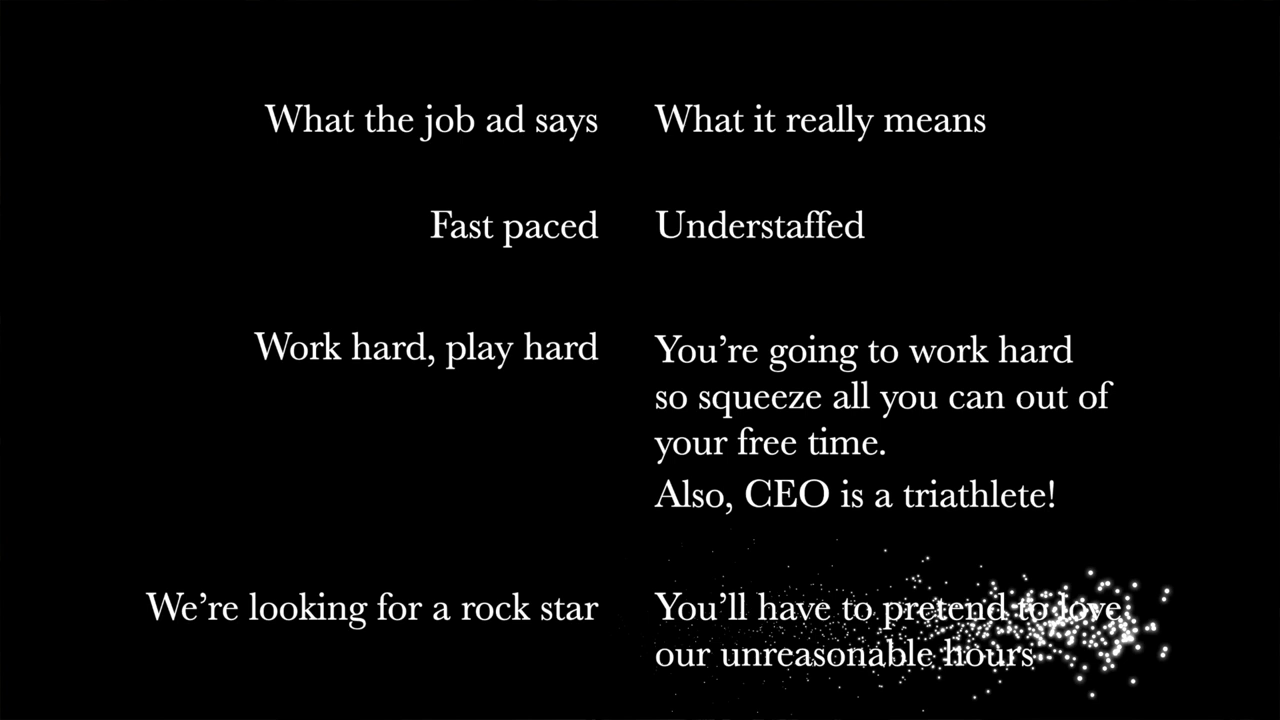 What the job ad says What it really means
Fast paced Understaffed
Work hard, play hard You’re going to work hard
so squeeze all you can out of
your free time.
Also, CEO is a triathlete!
We’re looking for a rock star You’ll have to pretend to love
our unreasonable hours